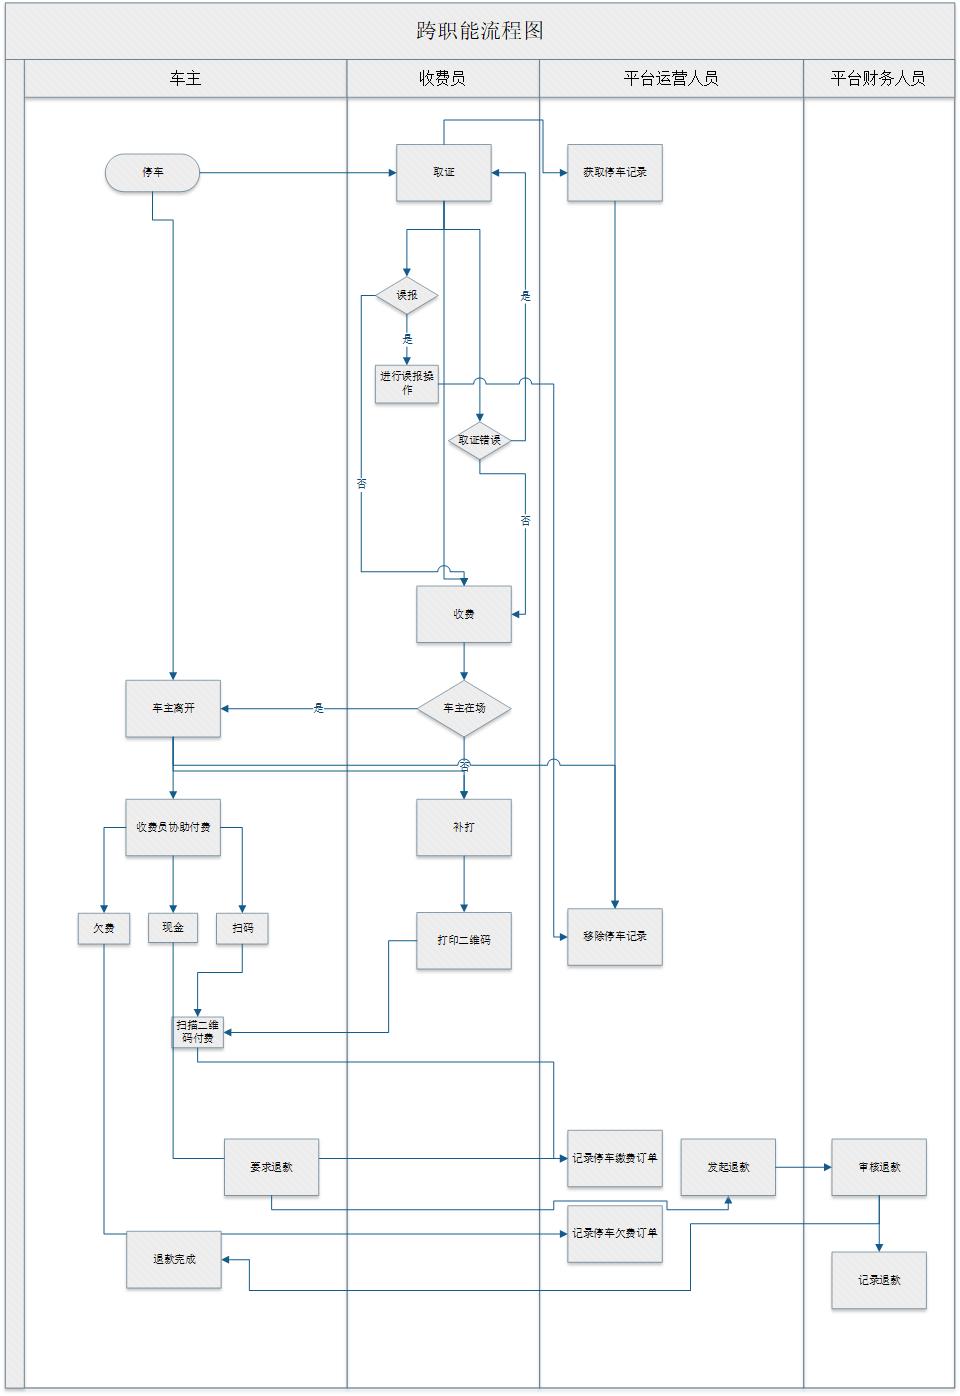 跨职能流程图
车主
收费员
平台运营人员
平台财务人员
停车
取证
获取停车记录
误报
是
是
进行误报操
作
取证错误
否
否
收费
车主离开
是
车主在场
否
收费员协助付费
补打
欠费
现金
扫码
打印二维码
移除停车记录
扫描二维
码付费
要求退款
记录停车缴费订单
发起退款
审核退款
记录停车欠费订单
退款完成
记录退款